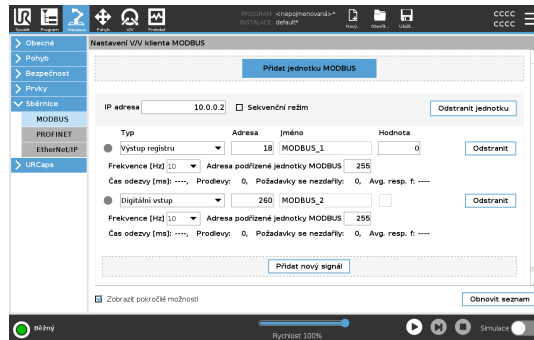 UR
PROGRAM <nepojmenovaná>*
INSTALACE default*
CCCC
CCCC
Spustit Program Instalace Pohyb V/V Protokol
Nový... Otevřít... Uložit...
Obecné
Nastavení V/V klienta MODBUS
Pohyb
Bezpečnost
Prvky
Sběrnice
MODBUS
PROFINET
EtherNet/IP
URCaps
Přidat jednotku MODBUS
IP adresa 10.0.0.2 Sekvenční režim Odstranit jednotku
Typ Adresa Jméno Hodnota
Výstup registru 18 MODBUS_1 0 Odstranit
Frekvence [Hz] 10 Adresa podřízené jednotky MODBUS 255
Čas odezvy [ms]: ----, Prodlevy: 0, Požadavky se nezdařily: 0, Avg. resp. f: ----
Digitální vstup 260 MODBUS_2 Odstranit
Frekvence [Hz] 10 Adresa podřízené jednotky MODBUS 255
Čas odezvy [ms]: ----, Prodlevy: 0, Požadavky se nezdařily: 0, Avg. resp. f: ----
Přidat nový signál
Zobrazit pokročilé možnosti Obnovit seznam
Běžný
Rychlost 100%
Simulace